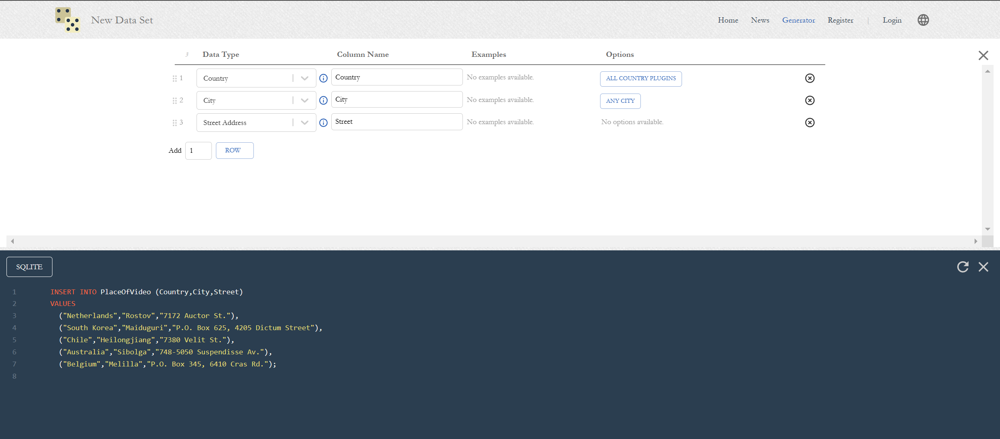 New Data Set
Home News Generator Register | Login
3 Data Type Column Name Examples Options
1 Country Country No examples available. ALL COUNTRY PLUGINS
2 City City No examples available. ANY CITY
3 Street Address Street No examples available. No options available.
Add 1 ROW
SQLITE
1 INSERT INTO PlaceOfVideo (Country,City,Street)
2 VALUES
3 ("Netherlands","Rostov","7172 Auctor St."),
4 ("South Korea","Maiduguri","P.O. Box 625, 4205 Dictum Street"),
5 ("Chile","Heilongjiang","7380 Velit St."),
6 ("Australia","Sibolga","748-5050 Suspendisse Av."),
7 ("Belgium","Melilla","P.O. Box 345, 6410 Cras Rd.");
8